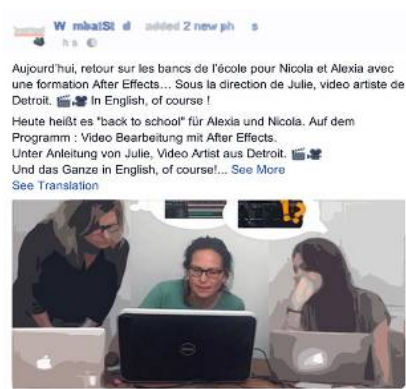 added 2 new
Aujourd'hui, retour sur les bancs de l'école pour Nicola et Alexia avec
une formation After Effects... Sous la direction de Julie, video artiste de
Detroit. 🎬🎥 In English, of course !
Heute heißt es "back to school" für Alexia und Nicola. Auf dem
Programm : Video Bearbeitung mit After Effects.
Unter Anleitung von Julie, Video Artist aus Detroit. 🎬🎥
Und das Ganze in English, of course!... See More
See Translation
!?
DELL